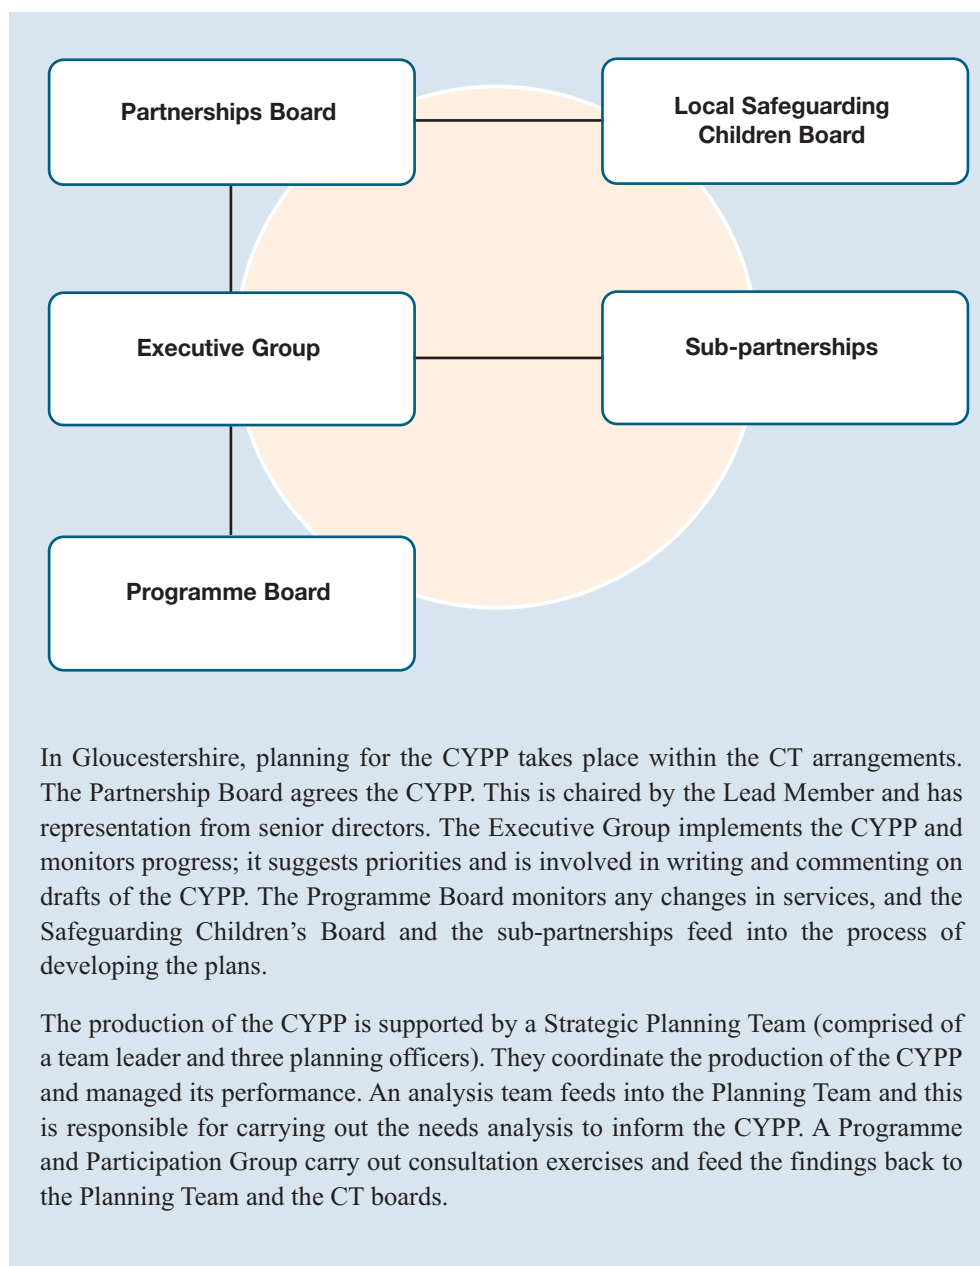 Partnerships Board
Local Safeguarding
Children Board
Executive Group
Sub-partnerships
Programme Board
In Gloucestershire, planning for the CYPP takes place within the CT arrangements.
The Partnership Board agrees the CYPP. This is chaired by the Lead Member and has
representation from senior directors. The Executive Group implements the CYPP and
monitors progress; it suggests priorities and is involved in writing and commenting on
drafts of the CYPP. The Programme Board monitors any changes in services, and the
Safeguarding Children’s Board and the sub-partnerships feed into the process of
developing the plans.
The production of the CYPP is supported by a Strategic Planning Team (comprised of
a team leader and three planning officers). They coordinate the production of the CYPP
and managed its performance. An analysis team feeds into the Planning Team and this
is responsible for carrying out the needs analysis to inform the CYPP. A Programme
and Participation Group carry out consultation exercises and feed the findings back to
the Planning Team and the CT boards.